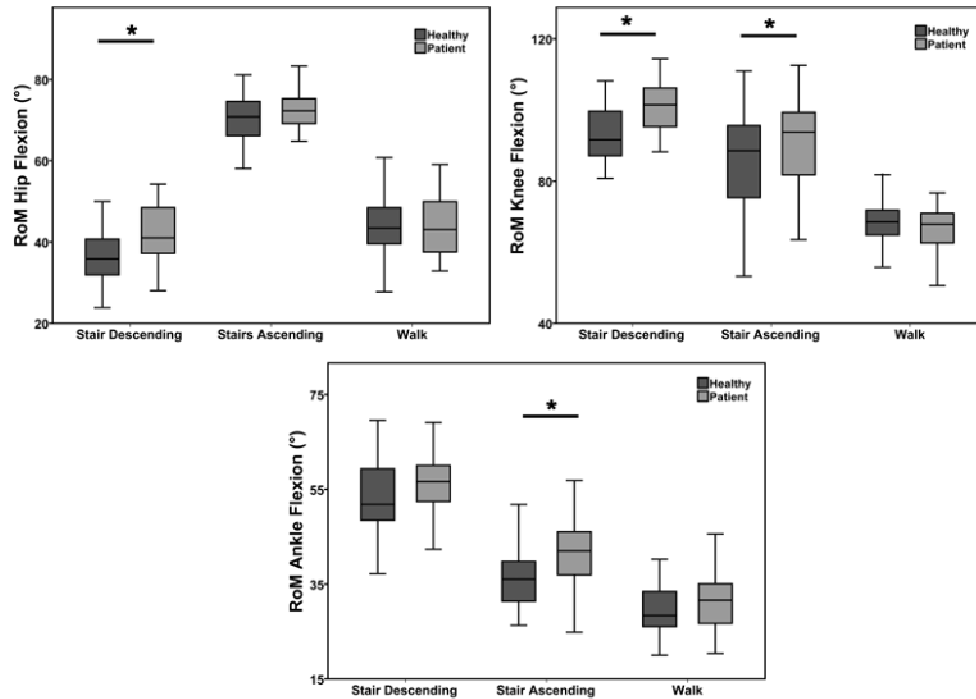 *
Healthy
Patient
80
60
40
20
RoM Hip Flexion (°)
Stair Descending Stairs Ascending Walk
* *
Healthy
Patient
120
80
40
RoM Knee Flexion (°)
Stair Descending Stair Ascending Walk
*
Healthy
Patient
75
55
35
15
RoM Ankle Flexion (°)
Stair Descending Stair Ascending Walk